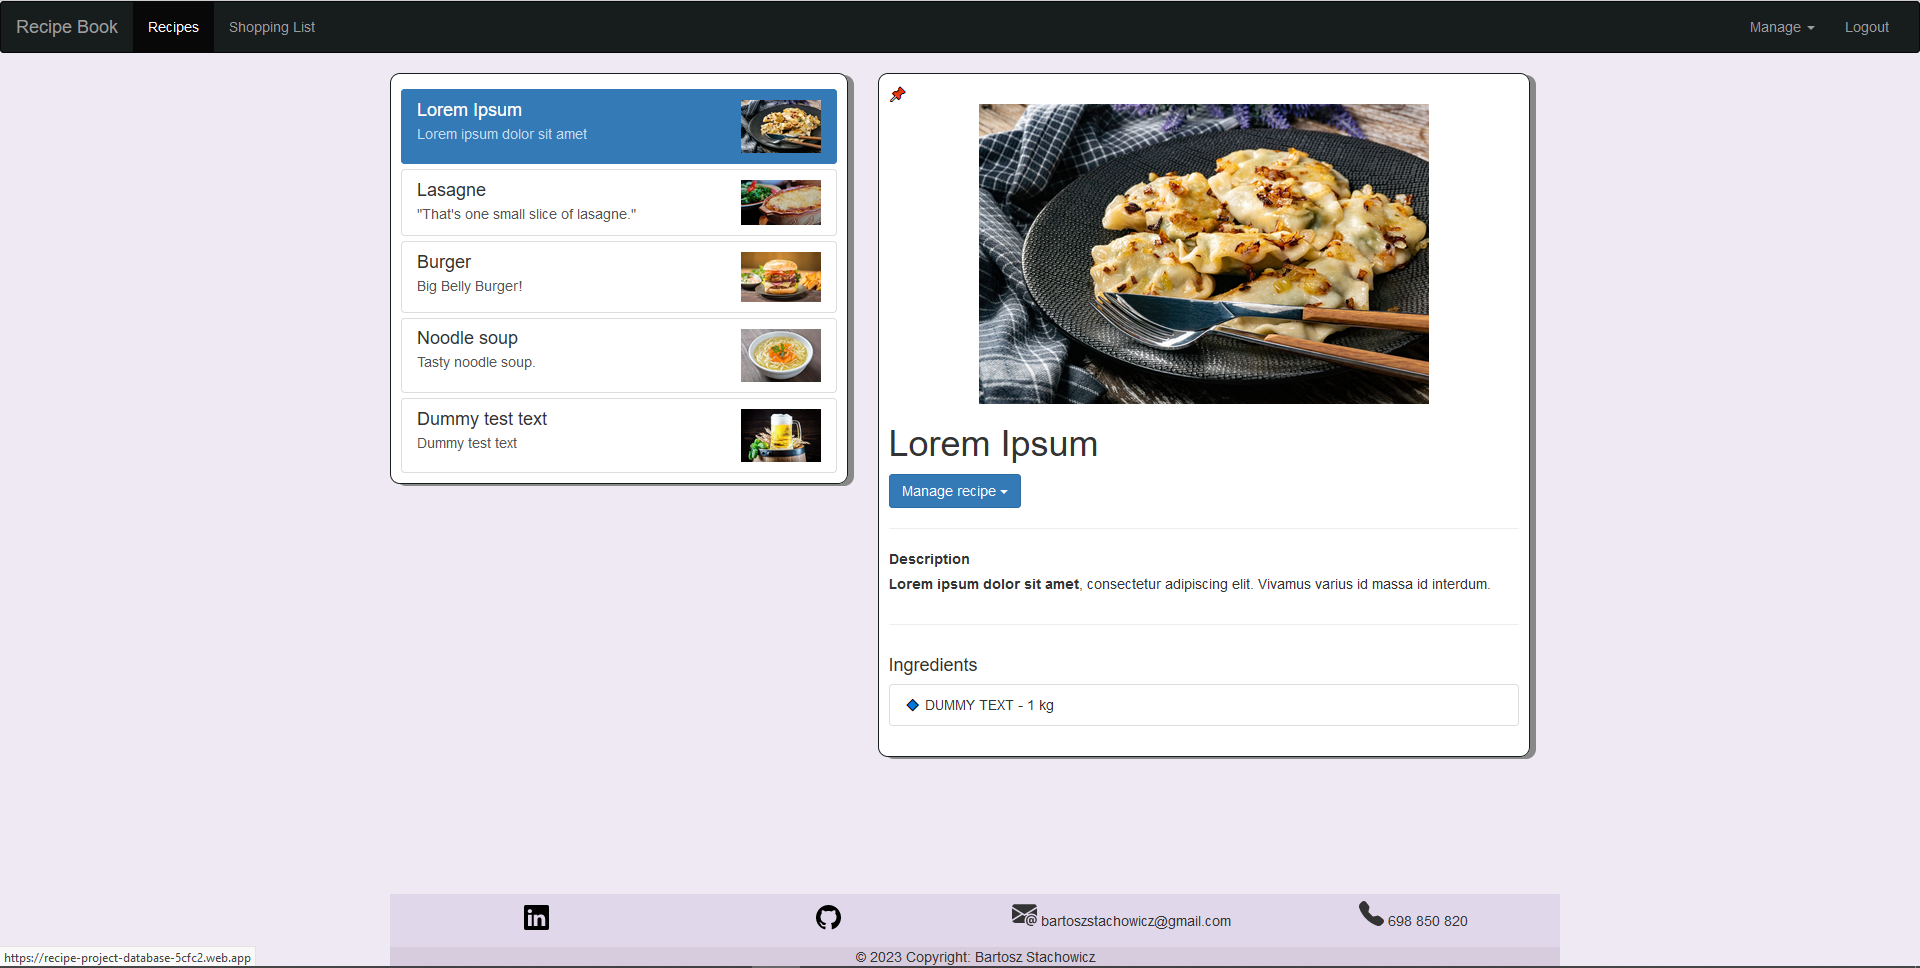 Recipe Book
Recipes
Shopping List
Manage
Logout
Lorem Ipsum
Lorem ipsum dolor sit amet
Lasagne
"That's one small slice of lasagne."
Burger
Big Belly Burger!
Noodle soup
Tasty noodle soup.
Dummy test text
Dummy test text
Lorem Ipsum
Manage recipe
Description
Lorem ipsum dolor sit amet, consectetur adipiscing elit. Vivamus varius id massa id interdum.
Ingredients
DUMMY TEXT - 1 kg
in
@ bartoszstachowicz@gmail.com
698 850 820
© 2023 Copyright: Bartosz Stachowicz
https://recipe-project-database-5cfc2.web.app